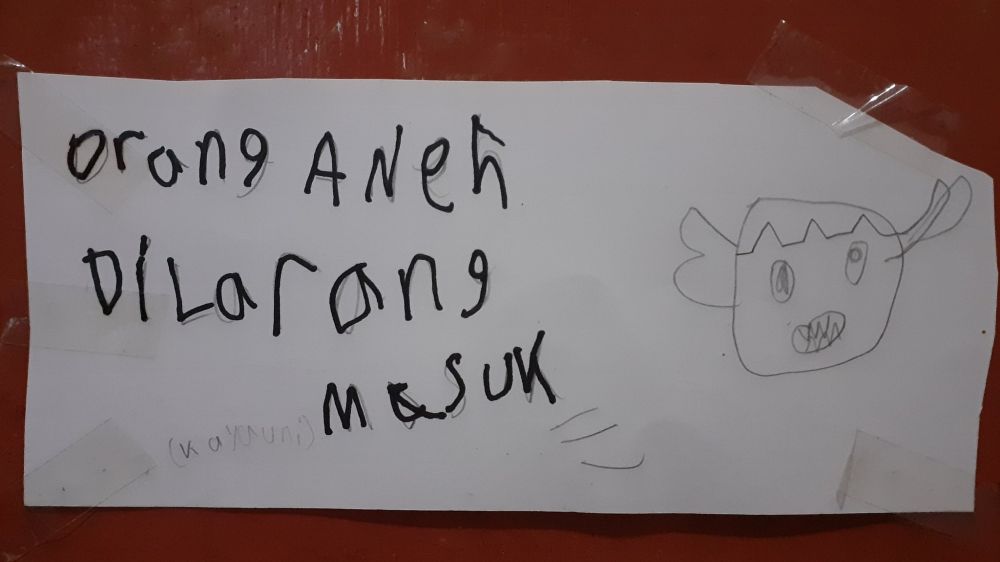 orang ANeh
DiLarang
MaSUK